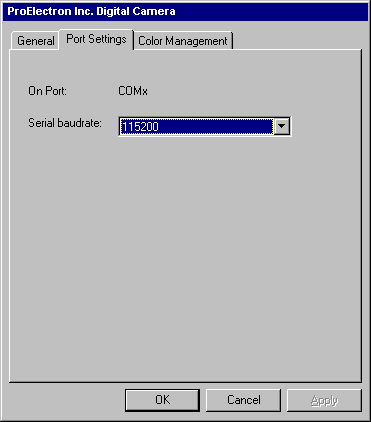 ProElectron Inc. Digital Camera
General Port Settings Color Management
On Port: COMx
Serial baudrate: 115200
OK Cancel Apply